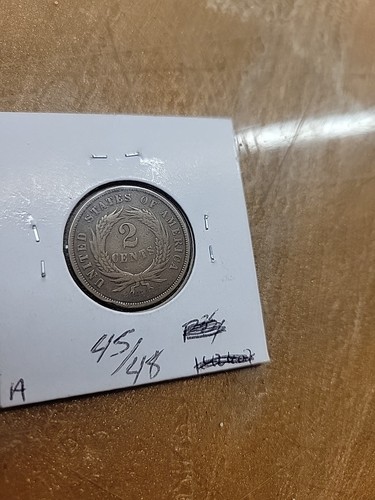 UNITED STATES OF AMERICA
2
CENTS
45/48
A